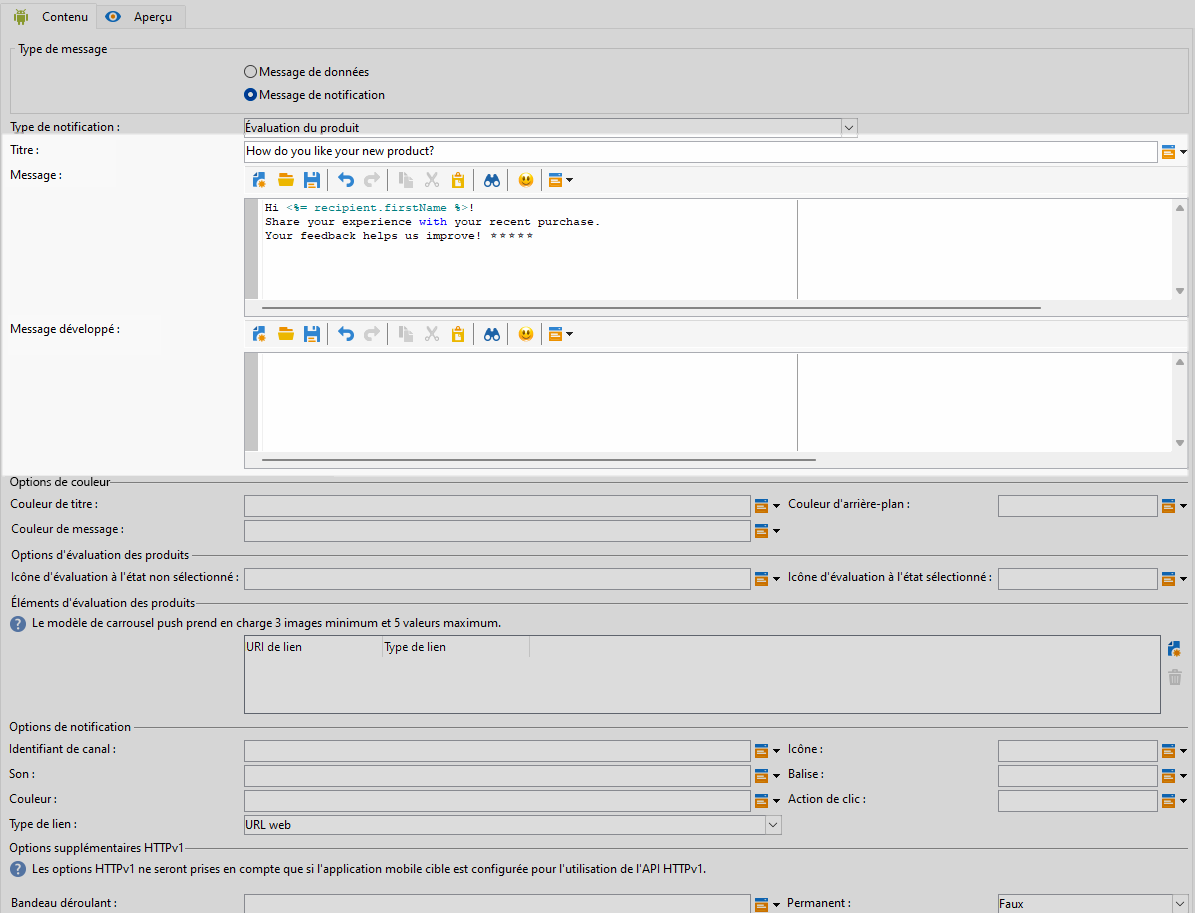 Contenu Aperçu
Type de message
Message de données
Message de notification
Type de notification : Évaluation du produit
Titre : How do you like your new product?
Message :
Hi <%= recipient.firstName %>!
Share your experience with your recent purchase.
Your feedback helps us improve! ★★★★★
Message développé :
Options de couleur
Couleur de titre : Couleur d'arrière-plan :
Couleur de message :
Options d'évaluation des produits
Icône d'évaluation à l'état non sélectionné : Icône d'évaluation à l'état sélectionné :
Éléments d'évaluation des produits
? Le modèle de carrousel push prend en charge 3 images minimum et 5 valeurs maximum.
URI de lien Type de lien
Options de notification
Identifiant de canal : Icône :
Son : Balise :
Couleur : Action de clic :
Type de lien : URL web
Options supplémentaires HTTPv1
? Les options HTTPv1 ne seront prises en compte que si l'application mobile cible est configurée pour l'utilisation de l'API HTTPv1.
Bandeau déroulant : Permanent : Faux